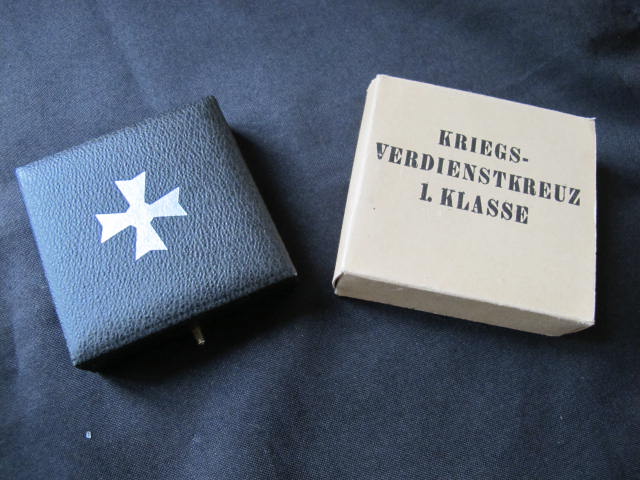 KRIEGS-
VERDIENSTKREUZ
1. KLASSE